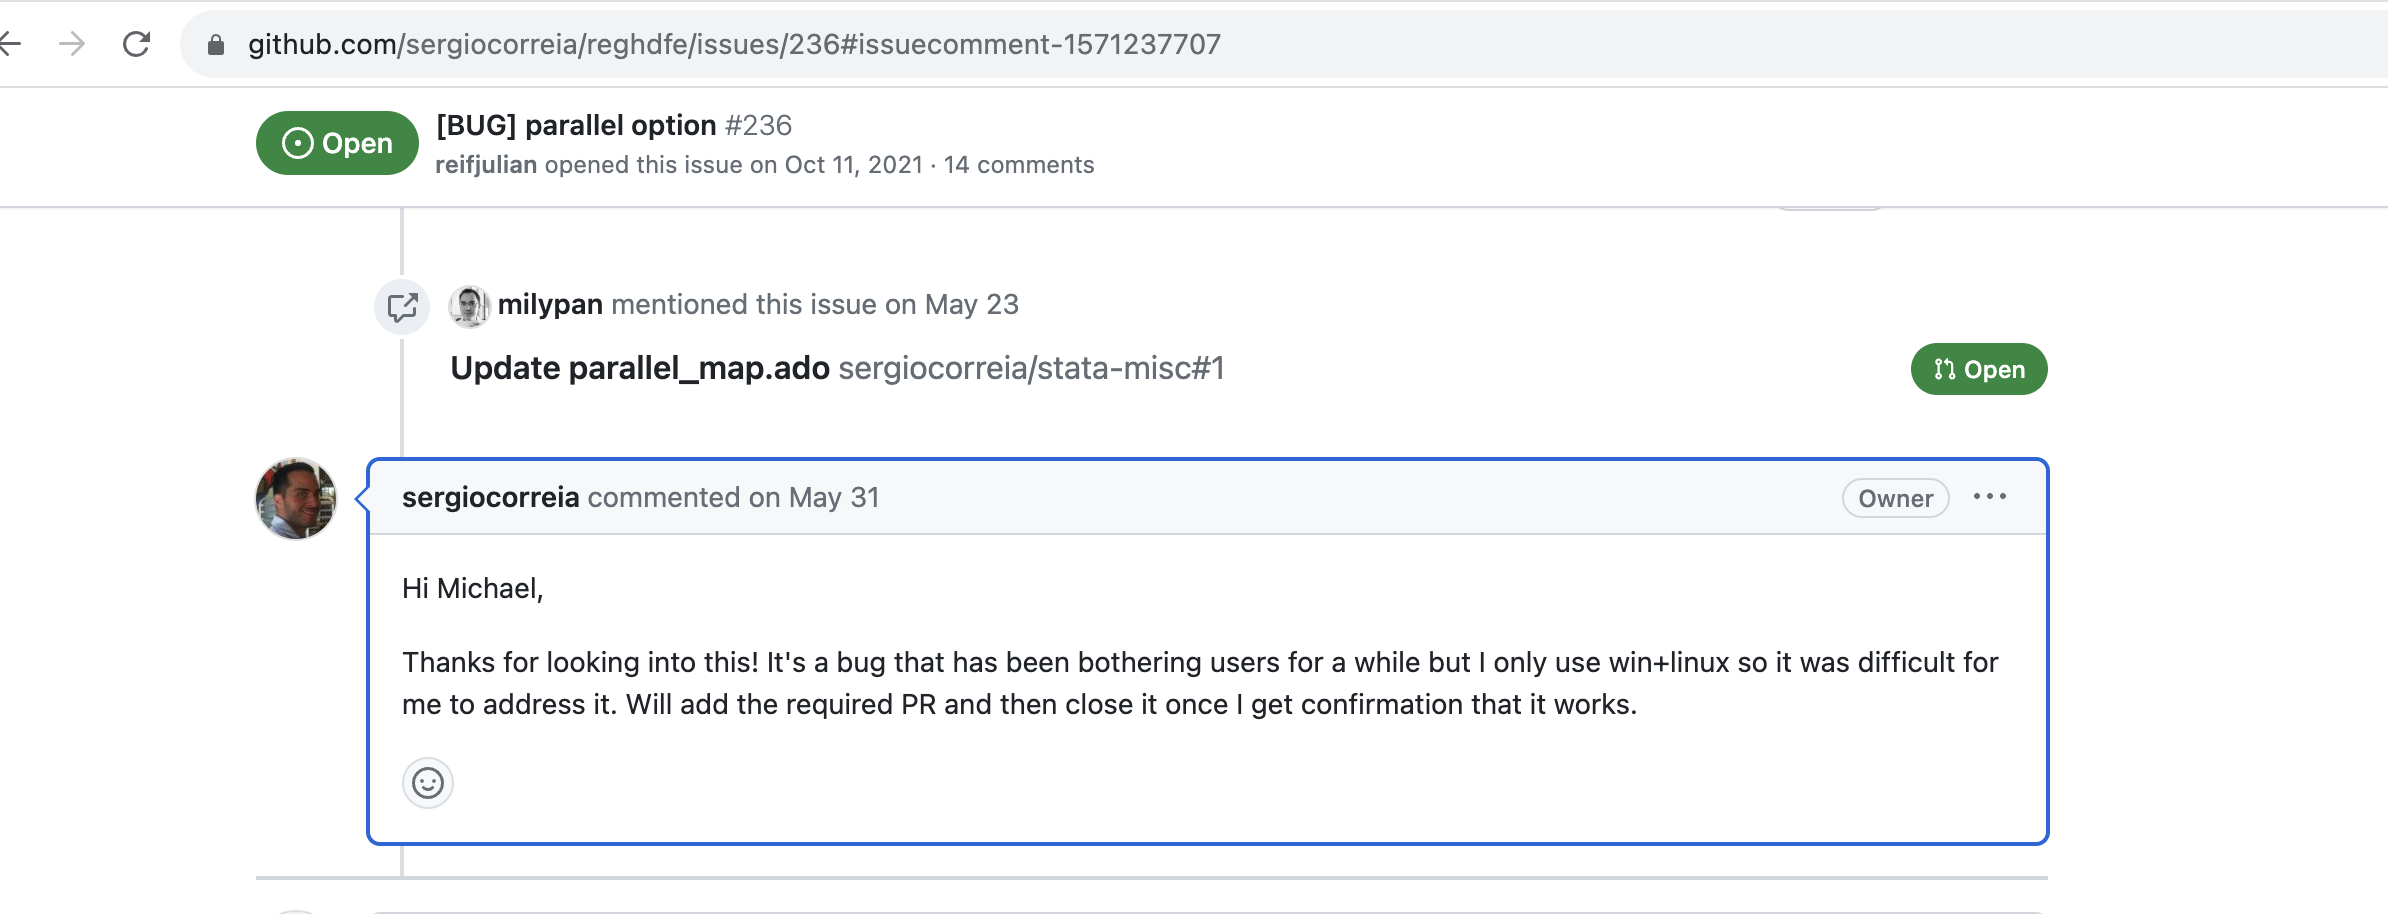 github.com/sergiocorreia/reghdfe/issues/236#issuecomment-1571237707
Open
[BUG] parallel option #236
reifjulian opened this issue on Oct 11, 2021 · 14 comments
milypan mentioned this issue on May 23
Update parallel_map.ado sergiocorreia/stata-misc#1
Open
sergiocorreia commented on May 31
Owner
Hi Michael,
Thanks for looking into this! It's a bug that has been bothering users for a while but I only use win+linux so it was difficult for
me to address it. Will add the required PR and then close it once I get confirmation that it works.